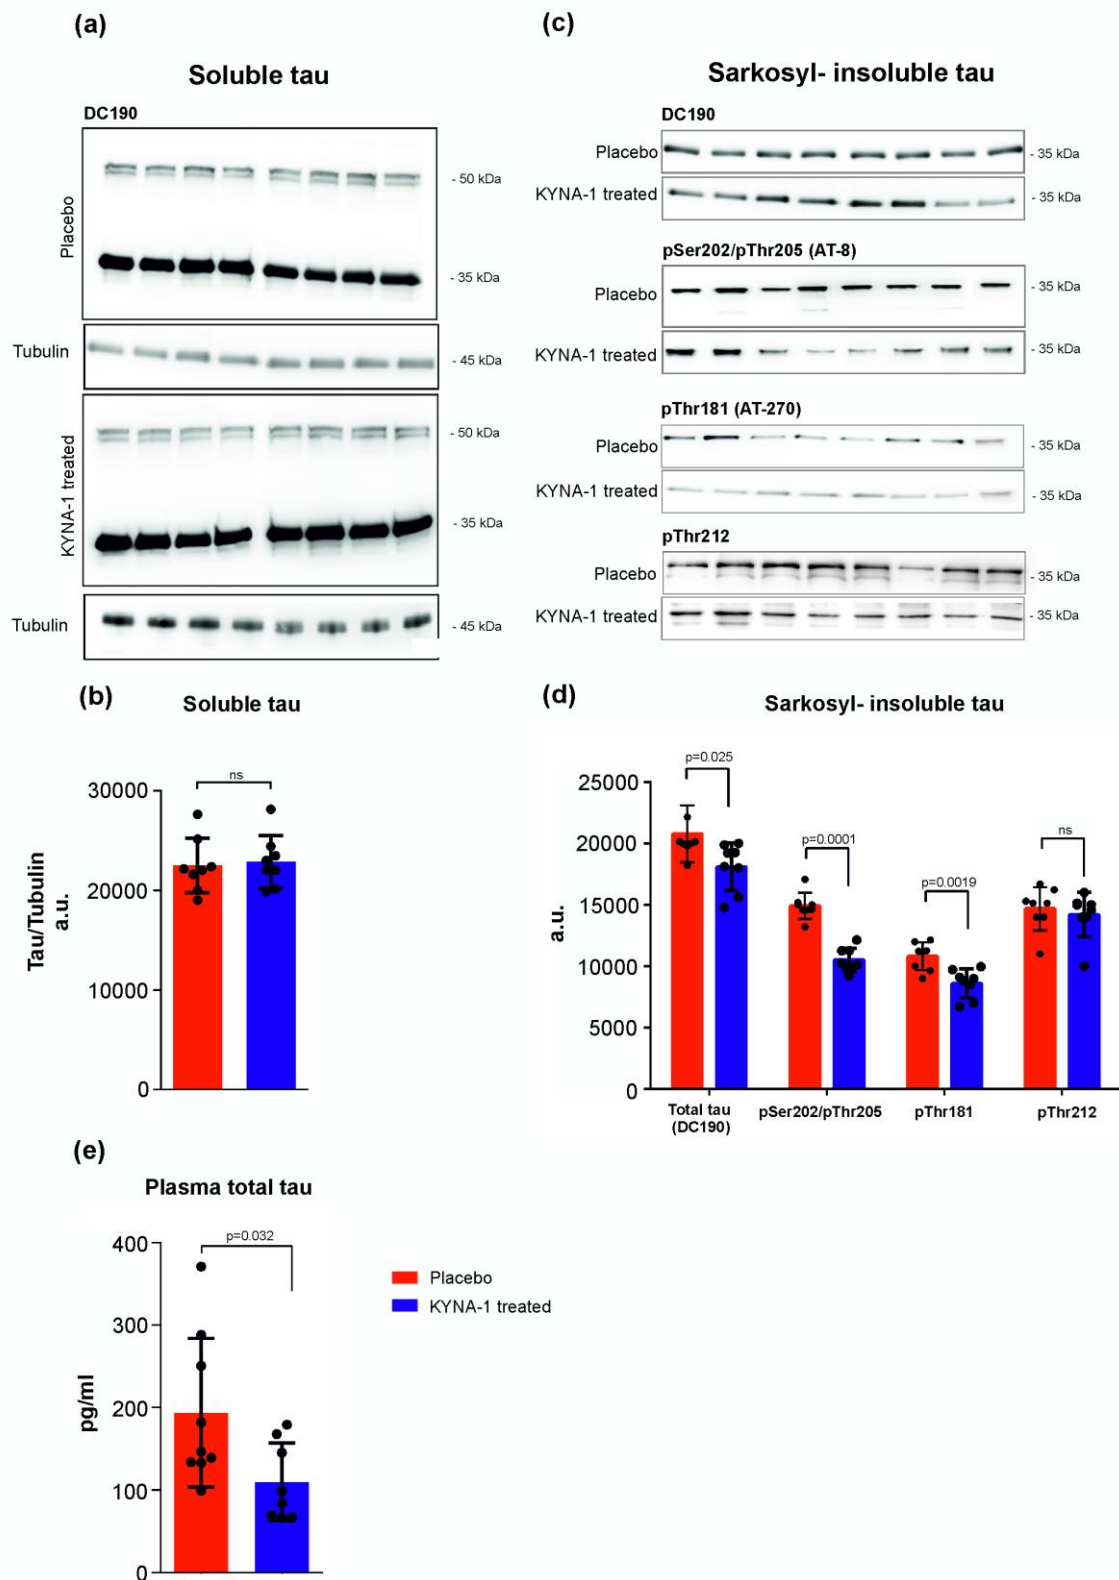 (a)
Soluble tau
DC190
Placebo
- 50 kDa
- 35 kDa
Tubulin
- 45 kDa
KYNA-1 treated
- 50 kDa
- 35 kDa
Tubulin
- 45 kDa
(c)
Sarkosyl- insoluble tau
DC190
Placebo
- 35 kDa
KYNA-1 treated
- 35 kDa
pSer202/pThr205 (AT-8)
Placebo
- 35 kDa
KYNA-1 treated
- 35 kDa
pThr181 (AT-270)
Placebo
- 35 kDa
KYNA-1 treated
- 35 kDa
pThr212
Placebo
- 35 kDa
KYNA-1 treated
- 35 kDa
(b)
Soluble tau
Tau/Tubulin
a.u.
30000
20000
10000
0
ns
(d)
Sarkosyl- insoluble tau
a.u.
25000
20000
15000
10000
5000
0
p=0.025
p=0.0001
p=0.0019
ns
Total tau
(DC190)
pSer202/pThr205
pThr181
pThr212
(e)
Plasma total tau
pg/ml
400
300
200
100
0
p=0.032
Placebo
KYNA-1 treated